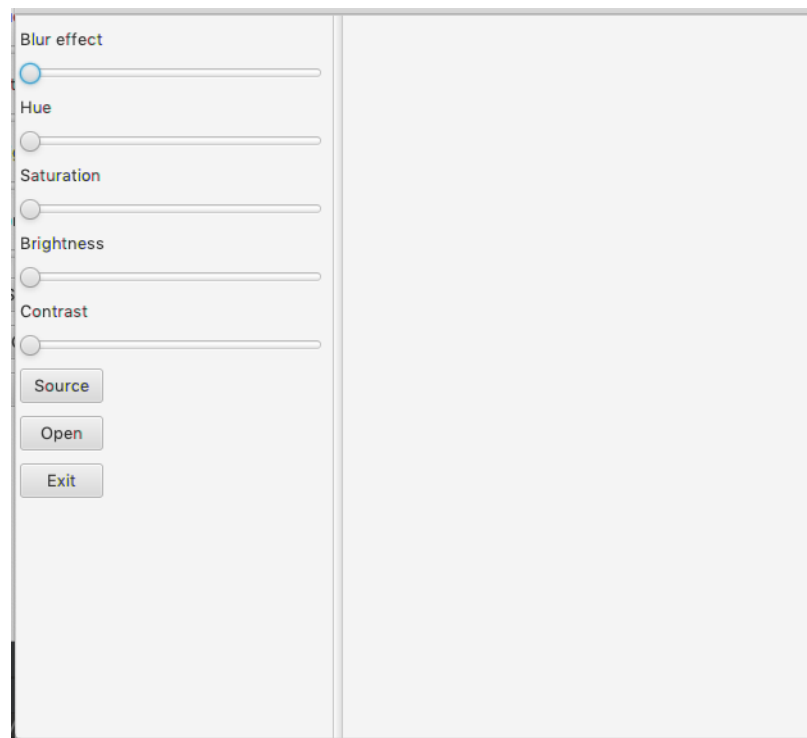 Blur effect
Hue
Saturation
Brightness
Contrast
Source
Open
Exit